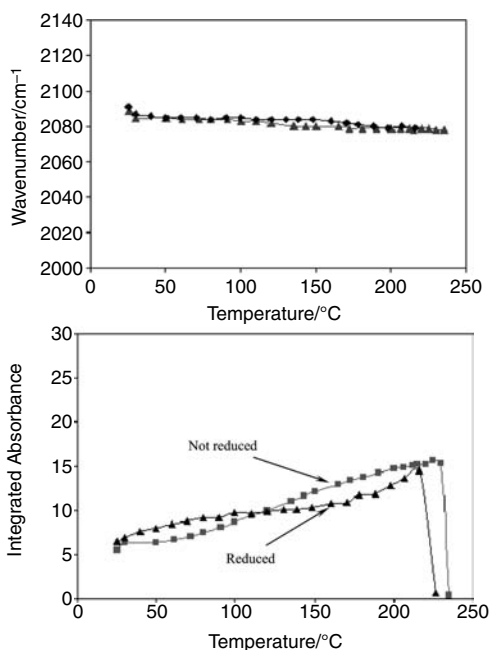 Wavenumber/cm⁻¹
2140
2120
2100
2080
2060
2040
2020
2000
0 50 100 150 200 250
Temperature/°C
Integrated Absorbance
30
25
20
15
10
5
0
Not reduced
Reduced
0 50 100 150 200 250
Temperature/°C